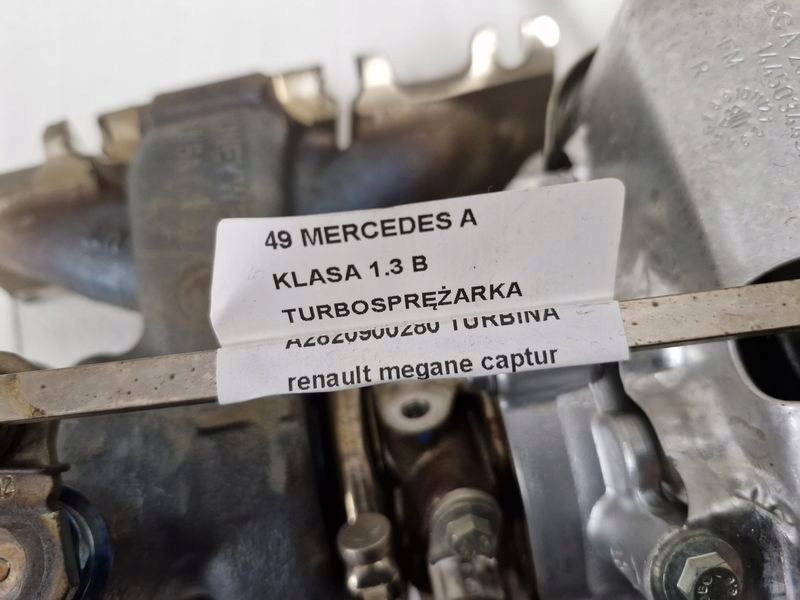 49 MERCEDES A
KLASA 1.3 B
TURBOSPRĘŻARKA
A2820900280 TURBINA
renault megane captur